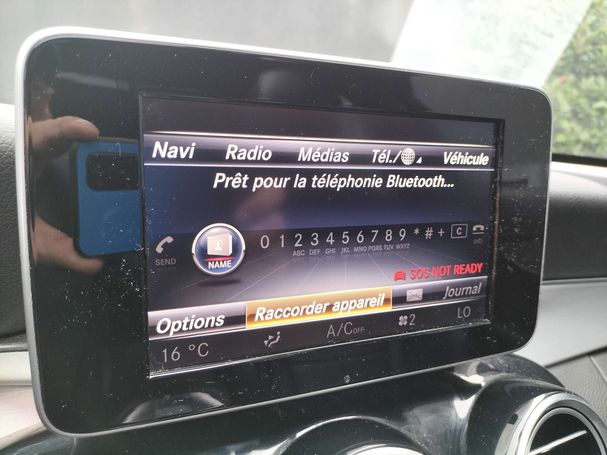 Navi Radio Médias Tél./ Véhicule
Prêt pour la téléphonie Bluetooth...
SEND NAME 0 1 2 3 4 5 6 7 8 9 * # + C
ABC DEF GHI JKL MNO PQRS TUV WXYZ
SOS NOT READY
Options Raccorder appareil Journal
16 °C A/C OFF 2 LO